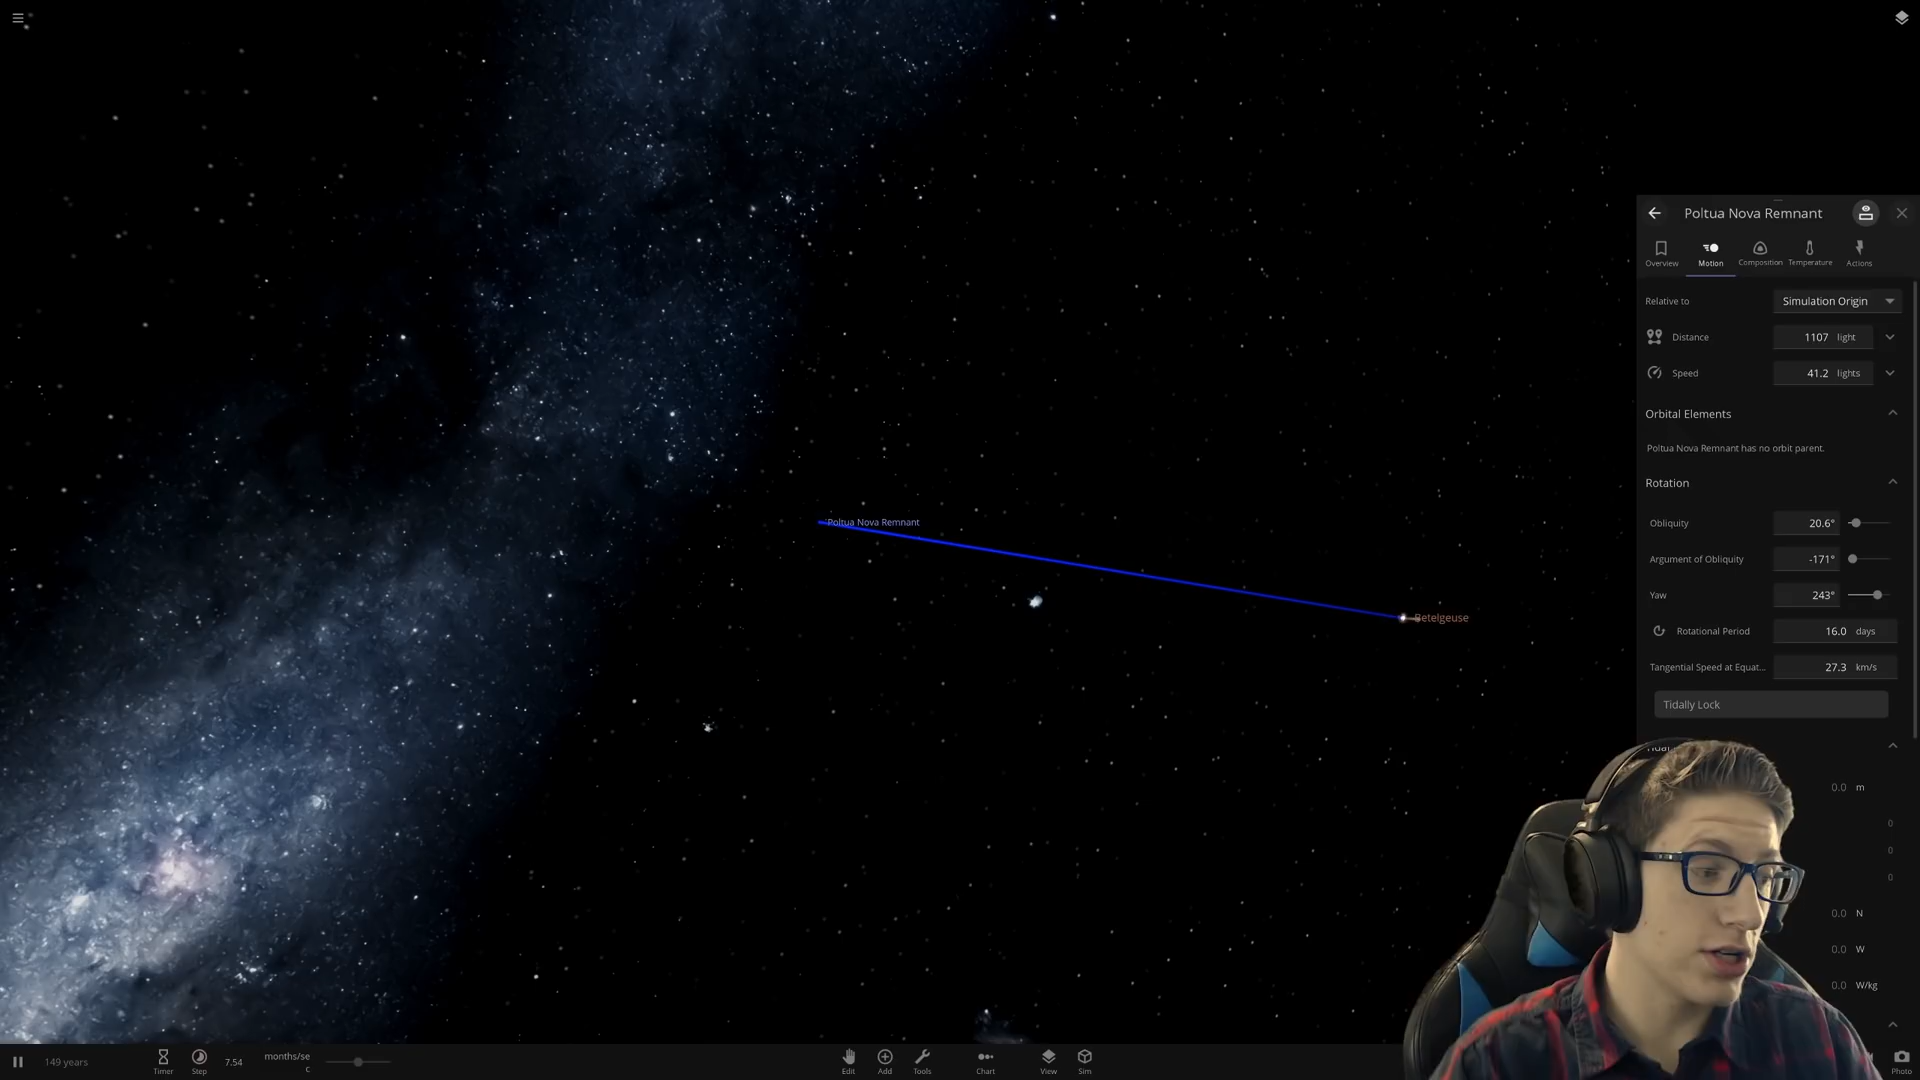 Poltua Nova Remnant
Overview
Motion
Composition
Temperature
Actions
Relative to
Simulation Origin
Distance
1107 light
Speed
41.2 lights
Orbital Elements
Poltua Nova Remnant has no orbit parent.
Rotation
Obliquity
20.6°
Argument of Obliquity
-171°
Yaw
243°
Rotational Period
16.0 days
Tangential Speed at Equat...
27.3 km/s
Tidally Lock
0.0 m
0
0
0
0.0 N
0.0 W
0.0 W/kg
Poltua Nova Remnant
Betelgeuse
149 years
Timer
Step
7.54
months/se
c
Edit
Add
Tools
Chart
View
Sim
Photo